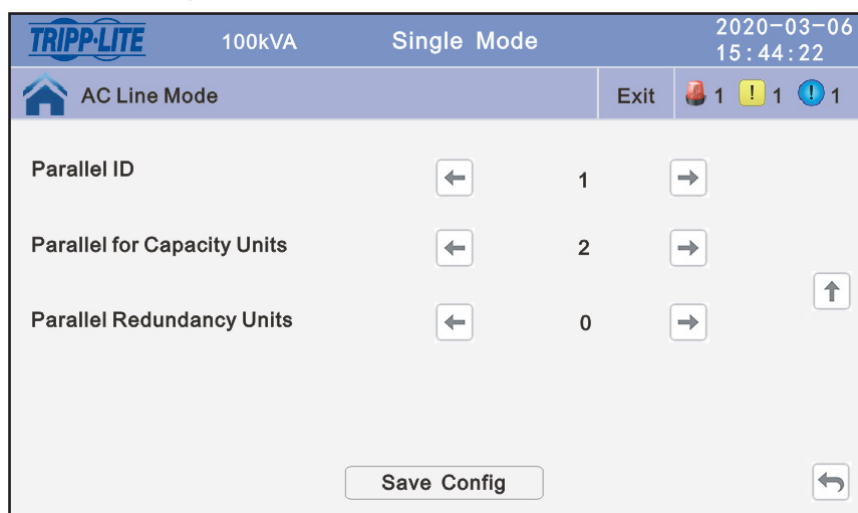 TRIPP·LITE 100kVA Single Mode 2020-03-06
15:44:22
AC Line Mode Exit 1 ! 1 ! 1
Parallel ID 1
Parallel for Capacity Units 2
Parallel Redundancy Units 0
Save Config